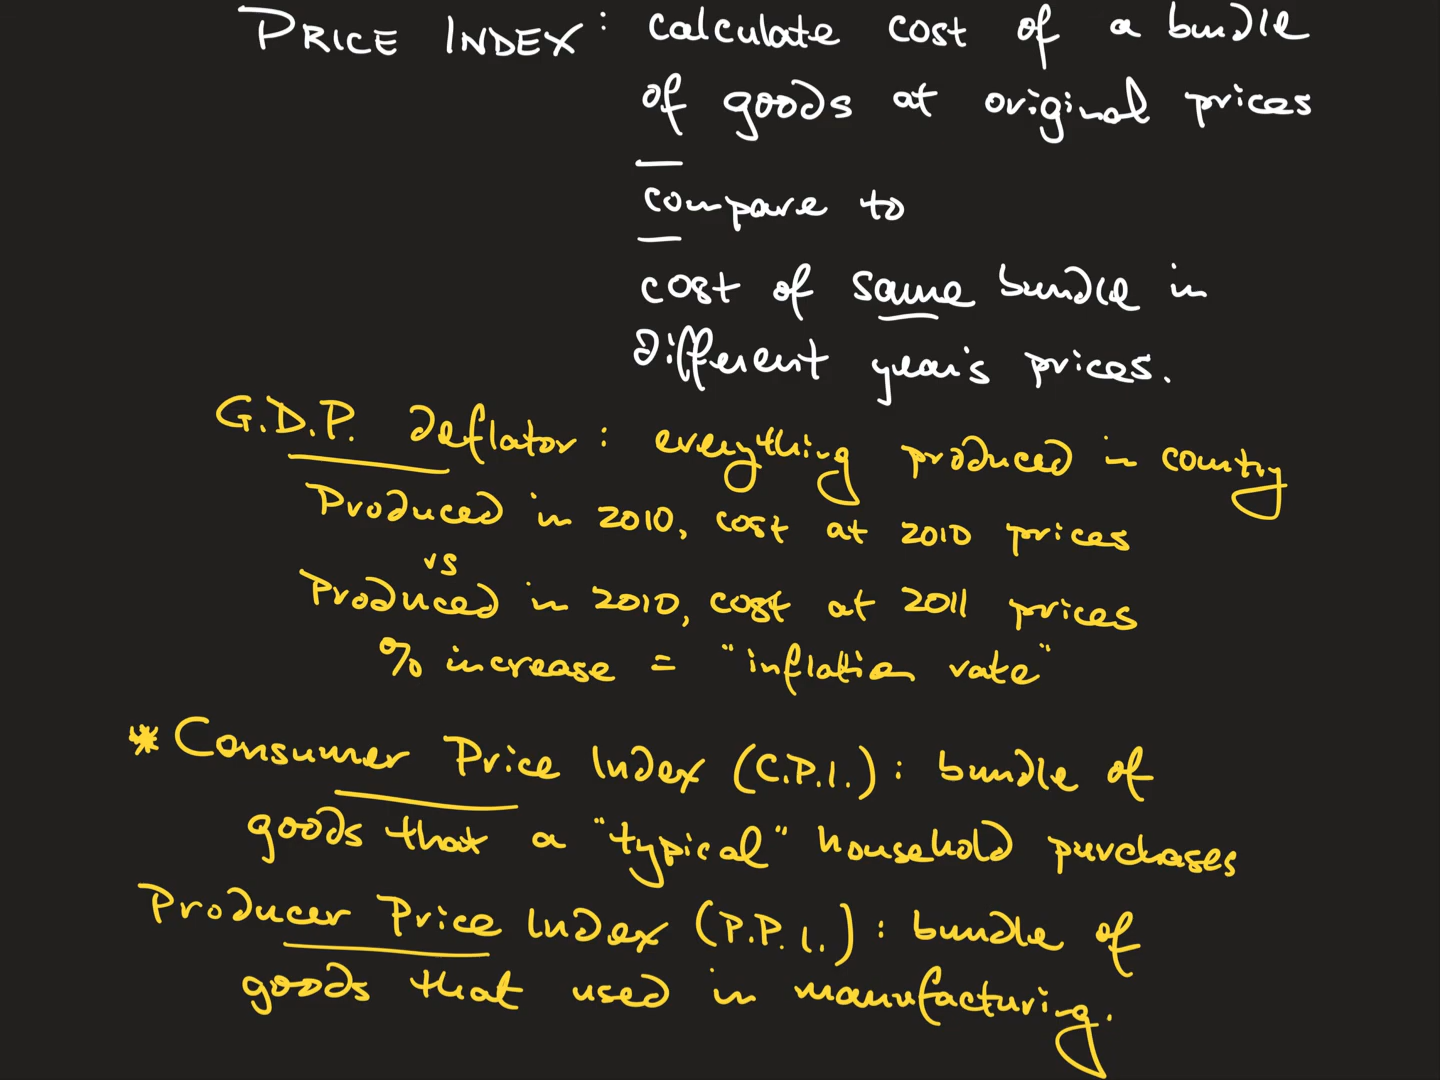 PRICE INDEX: calculate cost of a bundle
of goods at original prices
compare to
cost of same bundle in
different year's prices.
G.D.P. deflator: everything produced in country
Produced in 2010, cost at 2010 prices
vs
Produced in 2010, cost at 2011 prices
% increase = "inflation rate"
* Consumer Price Index (C.P.I.): bundle of
goods that a "typical" household purchases
Producer Price Index (P.P.I.): bundle of
goods that used in manufacturing.